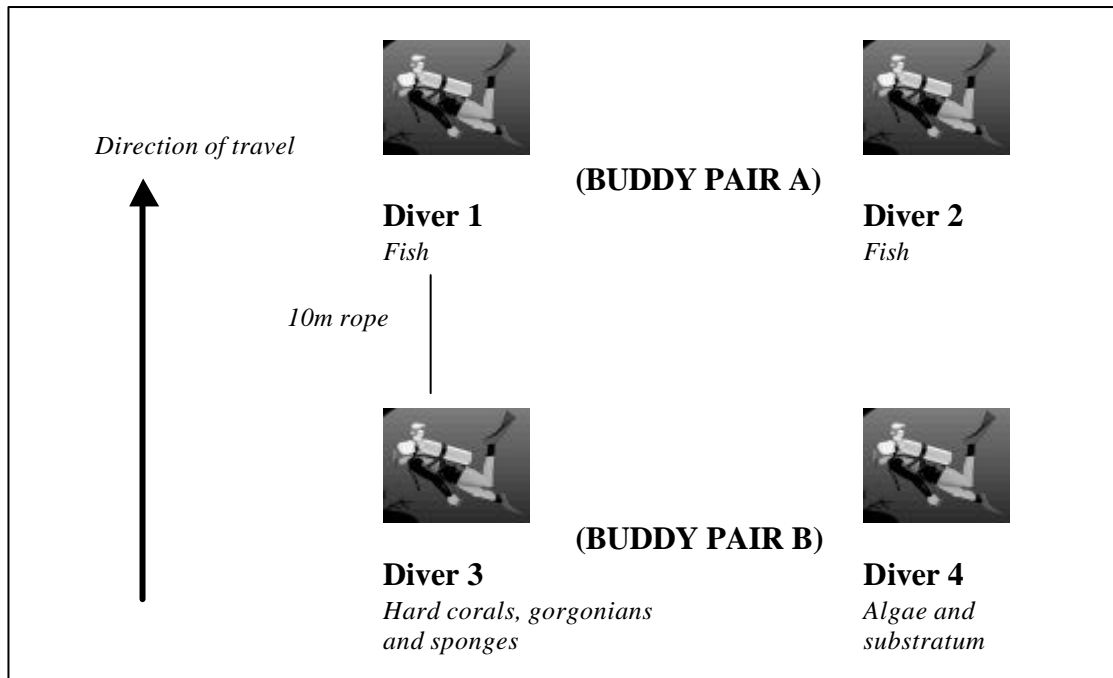 Direction of travel
(BUDDY PAIR A)
Diver 1
Fish
Diver 2
Fish
10m rope
(BUDDY PAIR B)
Diver 3
Hard corals, gorgonians
and sponges
Diver 4
Algae and
substratum